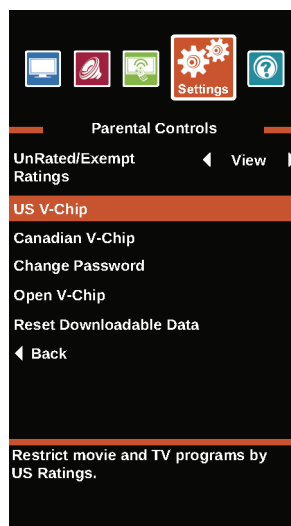 Settings
Parental Controls
UnRated/Exempt View
Ratings
US V-Chip
Canadian V-Chip
Change Password
Open V-Chip
Reset Downloadable Data
Back
Restrict movie and TV programs by
US Ratings.